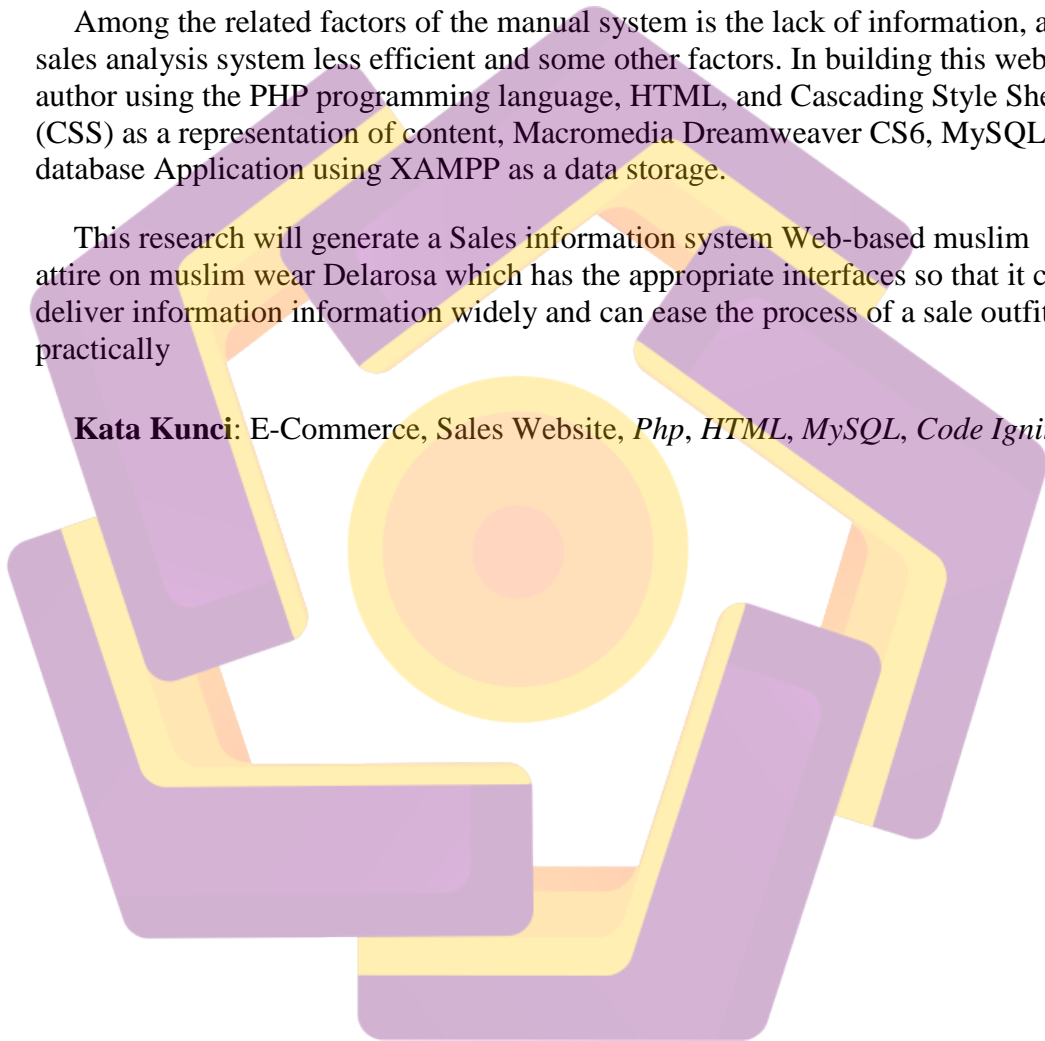 Among the related factors of the manual system is the lack of information, a
sales analysis system less efficient and some other factors. In building this web
author using the PHP programming language, HTML, and Cascading Style She
(CSS) as a representation of content, Macromedia Dreamweaver CS6, MySQL
database Application using XAMPP as a data storage.
This research will generate a Sales information system Web-based muslim
attire on muslim wear Delarosa which has the appropriate interfaces so that it c
deliver information information widely and can ease the process of a sale outfit
practically
Kata Kunci: E-Commerce, Sales Website, Php, HTML, MySQL, Code Igni